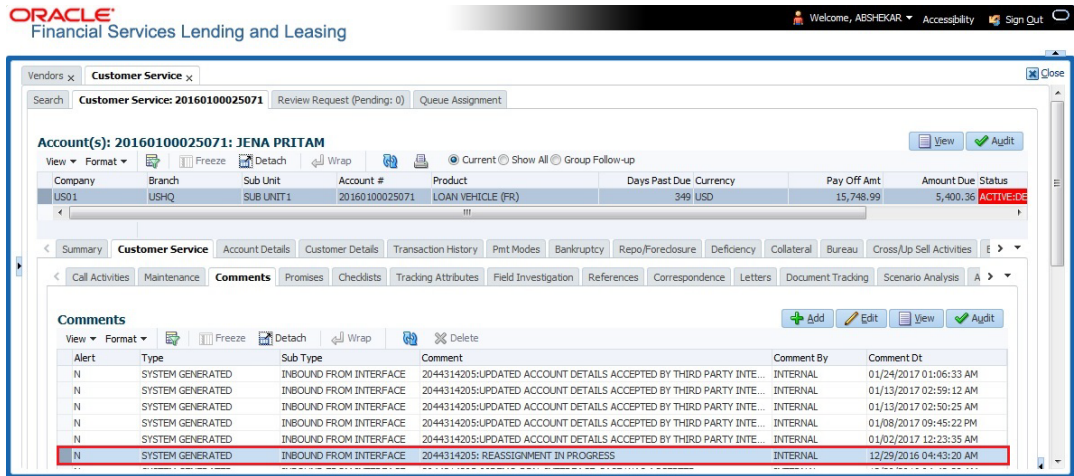 ORACLE
Financial Services Lending and Leasing
Welcome, ABSHEKAR Accessibility Sign Out
Vendors x Customer Service x Close
Search Customer Service: 20160100025071 Review Request (Pending: 0) Queue Assignment
Account(s): 20160100025071: JENA PRITAM View Audit
View Format Freeze Detach Wrap Current Show All Group Follow-up
Company Branch Sub Unit Account # Product Days Past Due Currency Pay Off Amt Amount Due Status
US01 USHQ SUB UNIT1 20160100025071 LOAN VEHICLE (FR) 349 USD 15,748.99 5,400.36 ACTIVE:DE
Summary Customer Service Account Details Customer Details Transaction History Pmt Modes Bankruptcy Repo/Foreclosure Deficiency Collateral Bureau Cross/Up Sell Activities
Call Activities Maintenance Comments Promises Checklists Tracking Attributes Field Investigation References Correspondence Letters Document Tracking Scenario Analysis A
Comments Add Edit View Audit
View Format Freeze Detach Wrap Delete
Alert Type Sub Type Comment Comment By Comment Dt
N SYSTEM GENERATED INBOUND FROM INTERFACE 2044314205:UPDATED ACCOUNT DETAILS ACCEPTED BY THIRD PARTY INTE... INTERNAL 01/24/2017 01:06:33 AM
N SYSTEM GENERATED INBOUND FROM INTERFACE 2044314205:UPDATED ACCOUNT DETAILS ACCEPTED BY THIRD PARTY INTE... INTERNAL 01/13/2017 02:59:12 AM
N SYSTEM GENERATED INBOUND FROM INTERFACE 2044314205:UPDATED ACCOUNT DETAILS ACCEPTED BY THIRD PARTY INTE... INTERNAL 01/13/2017 02:50:25 AM
N SYSTEM GENERATED INBOUND FROM INTERFACE 2044314205:UPDATED ACCOUNT DETAILS ACCEPTED BY THIRD PARTY INTE... INTERNAL 01/08/2017 09:45:22 PM
N SYSTEM GENERATED INBOUND FROM INTERFACE 2044314205:UPDATED ACCOUNT DETAILS ACCEPTED BY THIRD PARTY INTE... INTERNAL 01/02/2017 12:23:35 AM
N SYSTEM GENERATED INBOUND FROM INTERFACE 2044314205: REASSIGNMENT IN PROGRESS INTERNAL 12/29/2016 04:43:20 AM